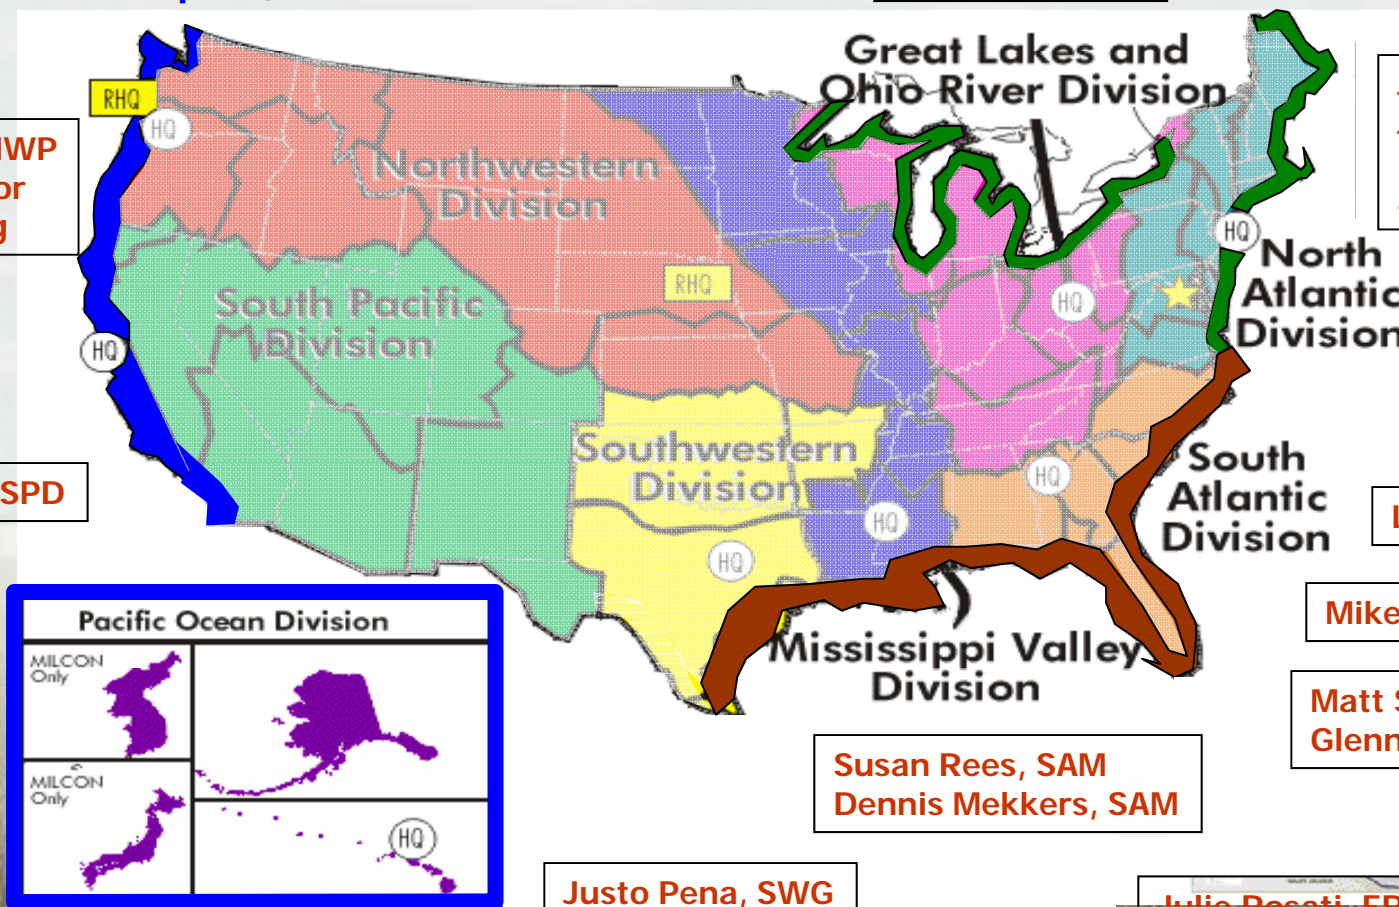 Great Lakes and
Ohio River Division
RHQ
HQ
Northwestern
Division
HQ
North
Atlantic
Division
RHQ
HQ
South Pacific
Division
HQ
Southwestern
Division
HQ
South
Atlantic
Division
SPD
HQ
HQ
Mississippi Valley
Division
Mike
Matt
Glenn
Pacific Ocean Division
MILCON
Only
MILCON
Only
HQ
Susan Rees, SAM
Dennis Mekkers, SAM
Justo Pena, SWG